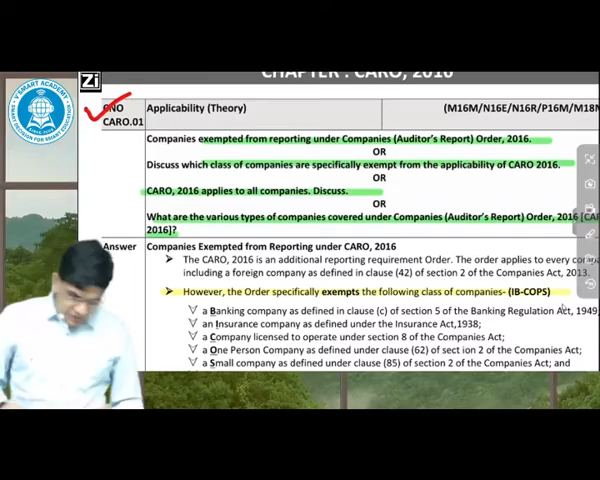 CHAPTER : CARO, 2016
V SMART ACADEMY
Zi
QNO
CARO.01
Applicability (Theory)
(M16M/N16E/N16R/P16M/M18N
Companies exempted from reporting under Companies (Auditor's Report) Order, 2016.
OR
Discuss which class of companies are specifically exempt from the applicability of CARO 2016.
OR
CARO, 2016 applies to all companies. Discuss.
OR
What are the various types of companies covered under Companies (Auditor's Report) Order, 2016 [CAR
2016]?
Answer
Companies Exempted from Reporting under CARO, 2016
The CARO, 2016 is an additional reporting requirement Order. The order applies to every compa
including a foreign company as defined in clause (42) of section 2 of the Companies Act, 2013.
However, the Order specifically exempts the following class of companies- (IB-COPS)
a Banking company as defined in clause (c) of section 5 of the Banking Regulation Act, 1949,
an Insurance company as defined under the Insurance Act,1938;
a Company licensed to operate under section 8 of the Companies Act;
a One Person Company as defined under clause (62) of sect ion 2 of the Companies Act;
a Small company as defined under clause (85) of section 2 of the Companies Act; and